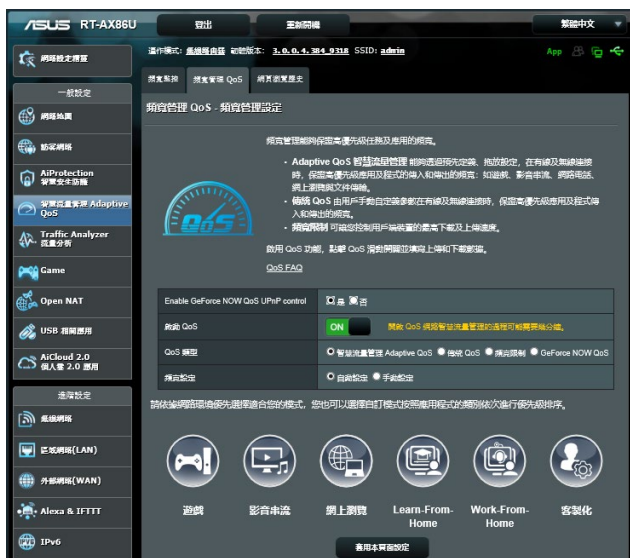 ASUS RT-AX86U
登出
重新開機
繁體中文
操作模式: 無線路由器 韌體版本: 3.0.0.4.384_9318 SSID: admin
App
網路設定精靈
一般設定
網路地圖
訪客網路
AiProtection
智慧安全防護
智慧流量管理 Adaptive
QoS
Traffic Analyzer
流量分析
Game
Open NAT
USB 相關應用
AiCloud 2.0
個人雲 2.0 應用
進階設定
無線網路
區域網路(LAN)
外部網路(WAN)
Alexa & IFTTT
IPv6
頻寬監控
頻寬管理 QoS
網頁瀏覽歷史
頻寬管理 QoS - 頻寬管理設定
頻寬管理能夠保證高優先級任務及應用的頻寬。
Adaptive QoS 智慧流量管理 能夠透過預先定義、拖放設定，在有線及無線連接
時，保證高優先級應用及程式的傳入和傳出的頻寬：如遊戲、影音串流、網路電話、
網上瀏覽與文件傳輸。
傳統 QoS 由用戶手動自定義參數在有線及無線連接時，保證高優先級應用及程式傳
入和傳出的頻寬。
頻寬限制 可讓您控制用戶端裝置的最高下載及上傳速度。
啟用 QoS 功能，點擊 QoS 滑動開關並填寫上傳和下載數據。
QoS FAQ
QoS
Enable GeForce NOW QoS UPnP control
是 否
啟動 QoS
ON
開啟 QoS 網路智慧流量管理的過程可能需要幾分鐘。
QoS 類型
智慧流量管理 Adaptive QoS 傳統 QoS 頻寬限制 GeForce NOW QoS
頻寬設定
自動設定 手動設定
請依據網路環境優先選擇適合您的模式，您也可以選擇自訂模式按照應用程式的類別依次進行優先級排序。
遊戲
影音串流
網上瀏覽
Learn-From-
Home
Work-From-
Home
客製化
套用本頁面設定